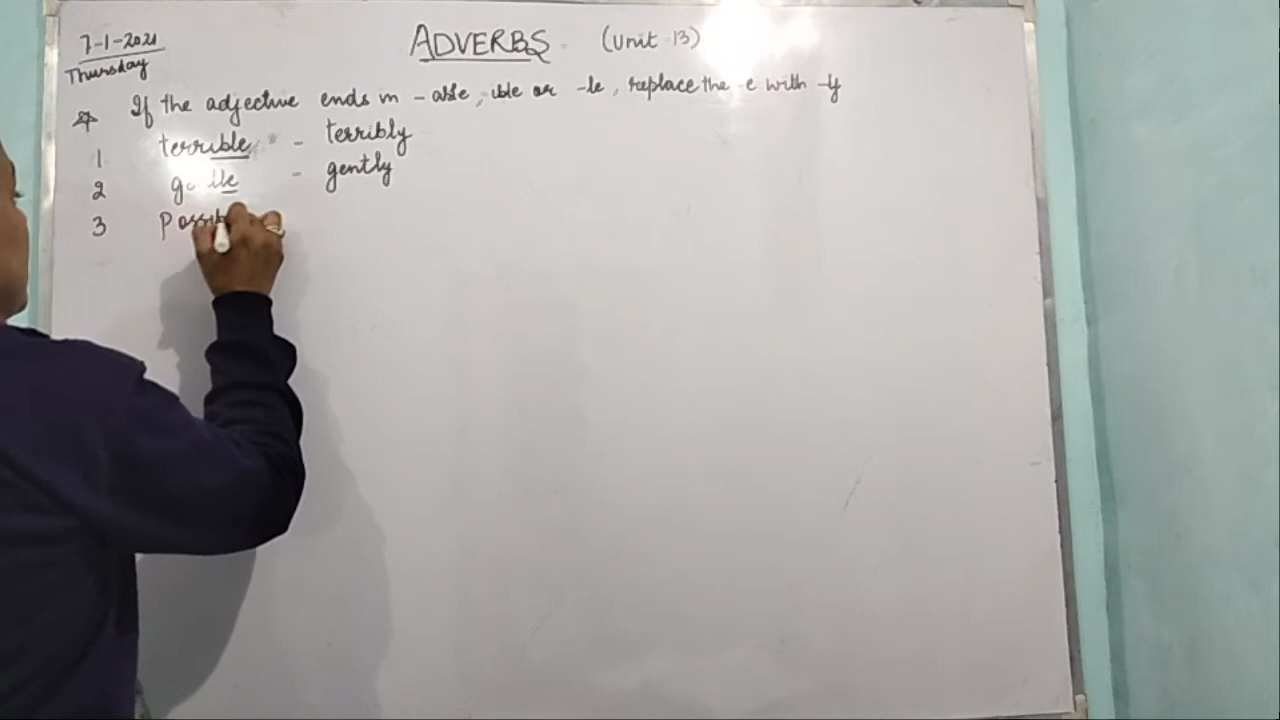 7-1-2021
Thursday
ADVERBS (Unit 13)
If the adjective ends in -able, ible or -le, replace the -e with -y
1 terrible - terribly
2 - gently
3